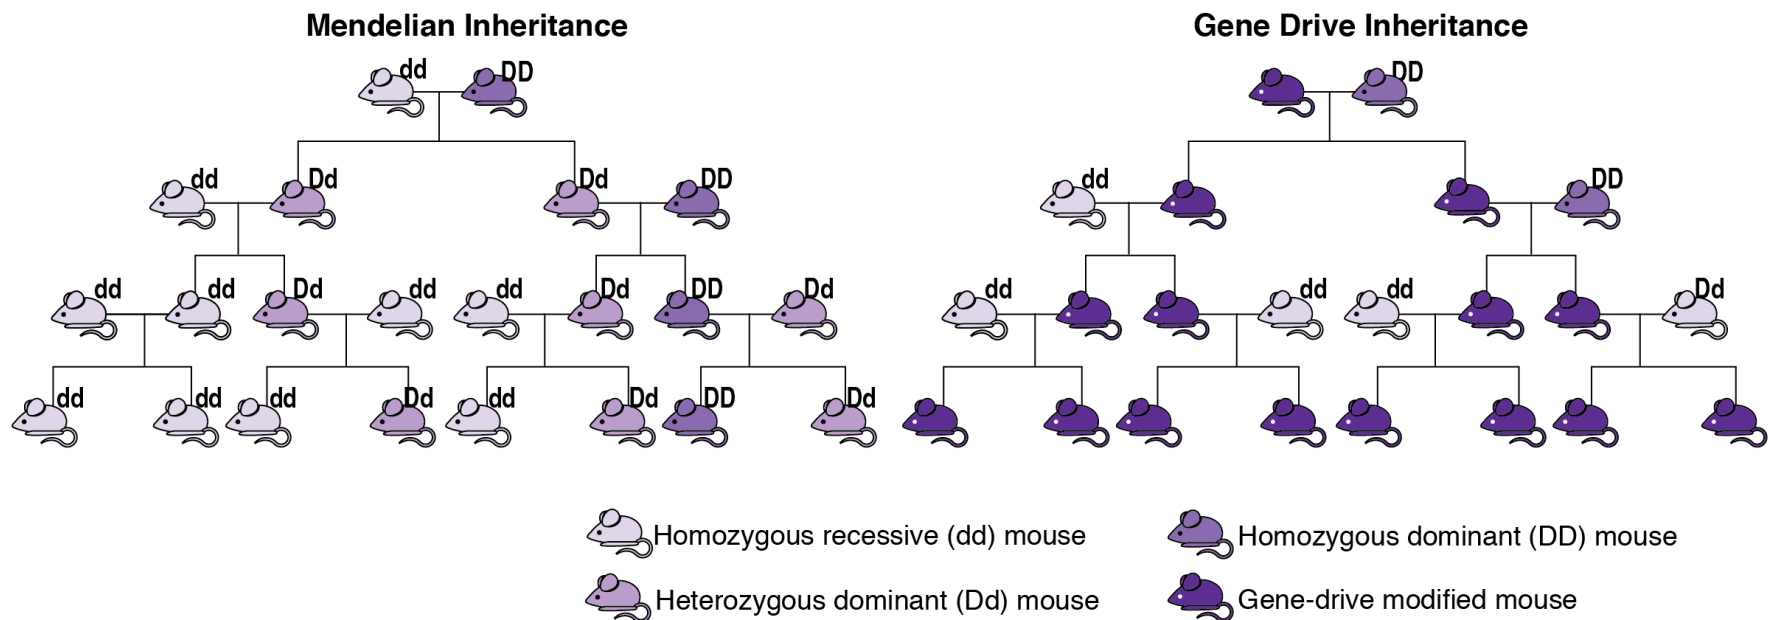 Mendelian Inheritance Gene Drive Inheritance
dd DD DD
dd Dd Dd DD dd DD
dd dd Dd dd dd Dd DD Dd dd dd dd Dd
dd dd dd Dd dd Dd DD Dd
Homozygous recessive (dd) mouse Homozygous dominant (DD) mouse
Heterozygous dominant (Dd) mouse Gene-drive modified mouse